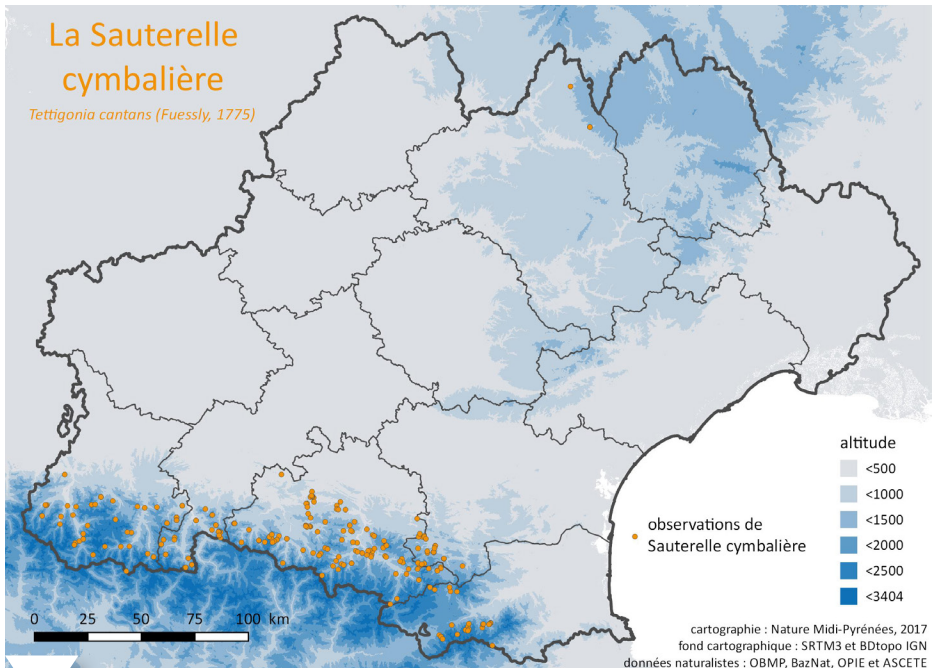 La Sauterelle
cymbalière
Tettigonia cantans (Fuessly, 1775)
altitude
<500
<1000
<1500
<2000
<2500
<3404
observations de
Sauterelle cymbalière
0 25 50 75 100 km
cartographie : Nature Midi-Pyrénées, 2017
fond cartographique : SRTM3 et BDtopo IGN
données naturalistes : OBMP, BazNat, OPIE et ASCETE